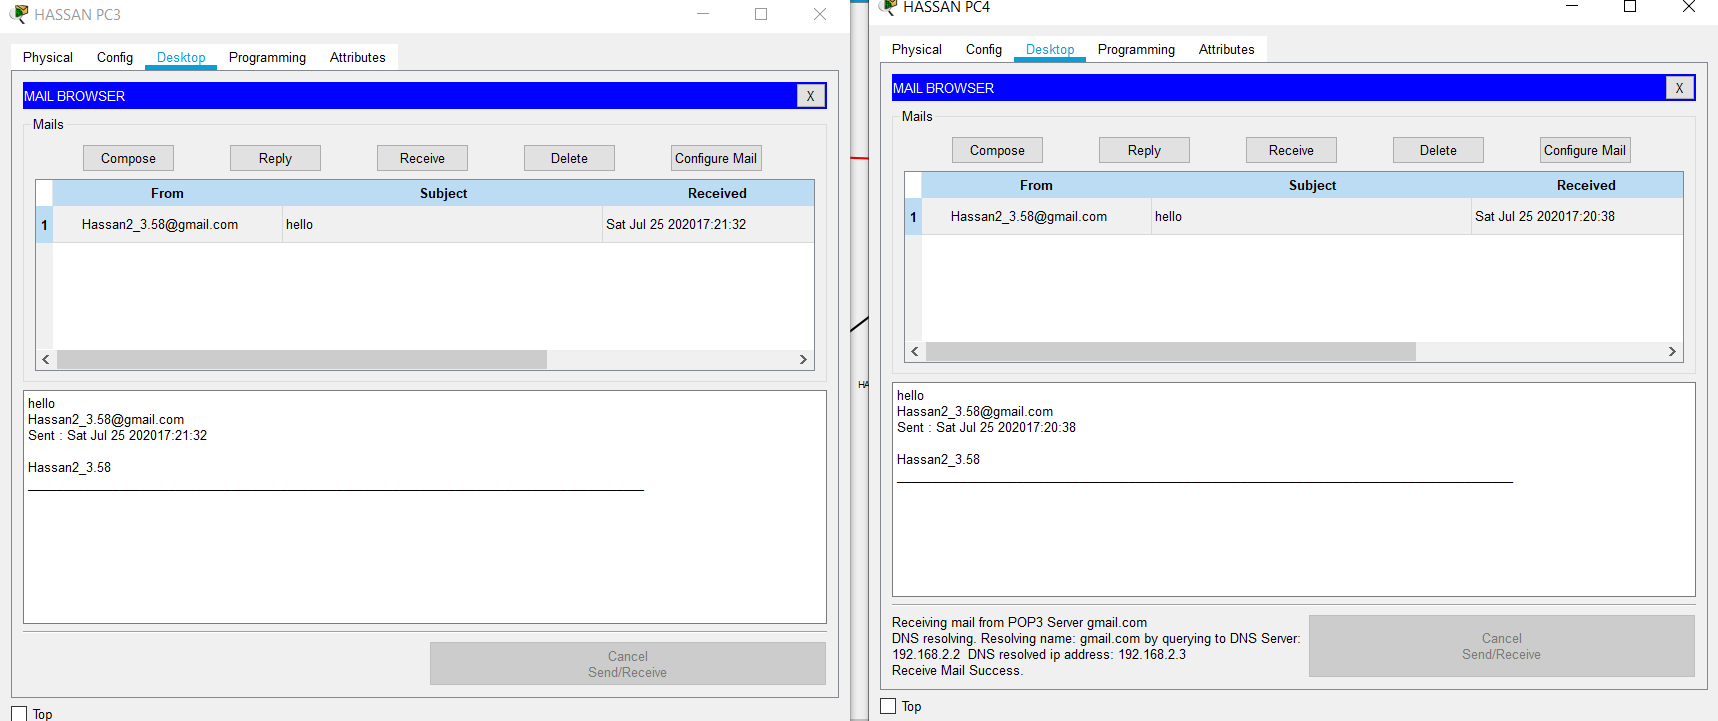 HASSAN PC3
Physical Config Desktop Programming Attributes
MAIL BROWSER X
Mails
Compose Reply Receive Delete Configure Mail
From Subject Received
1 Hassan2_3.58@gmail.com hello Sat Jul 25 202017:21:32
hello
Hassan2_3.58@gmail.com
Sent : Sat Jul 25 202017:21:32
Hassan2_3.58
Cancel
Send/Receive
Top
HA
HASSAN PC4
Physical Config Desktop Programming Attributes
MAIL BROWSER X
Mails
Compose Reply Receive Delete Configure Mail
From Subject Received
1 Hassan2_3.58@gmail.com hello Sat Jul 25 202017:20:38
hello
Hassan2_3.58@gmail.com
Sent : Sat Jul 25 202017:20:38
Hassan2_3.58
Receiving mail from POP3 Server gmail.com
DNS resolving. Resolving name: gmail.com by querying to DNS Server:
192.168.2.2 DNS resolved ip address: 192.168.2.3
Receive Mail Success.
Cancel
Send/Receive
Top